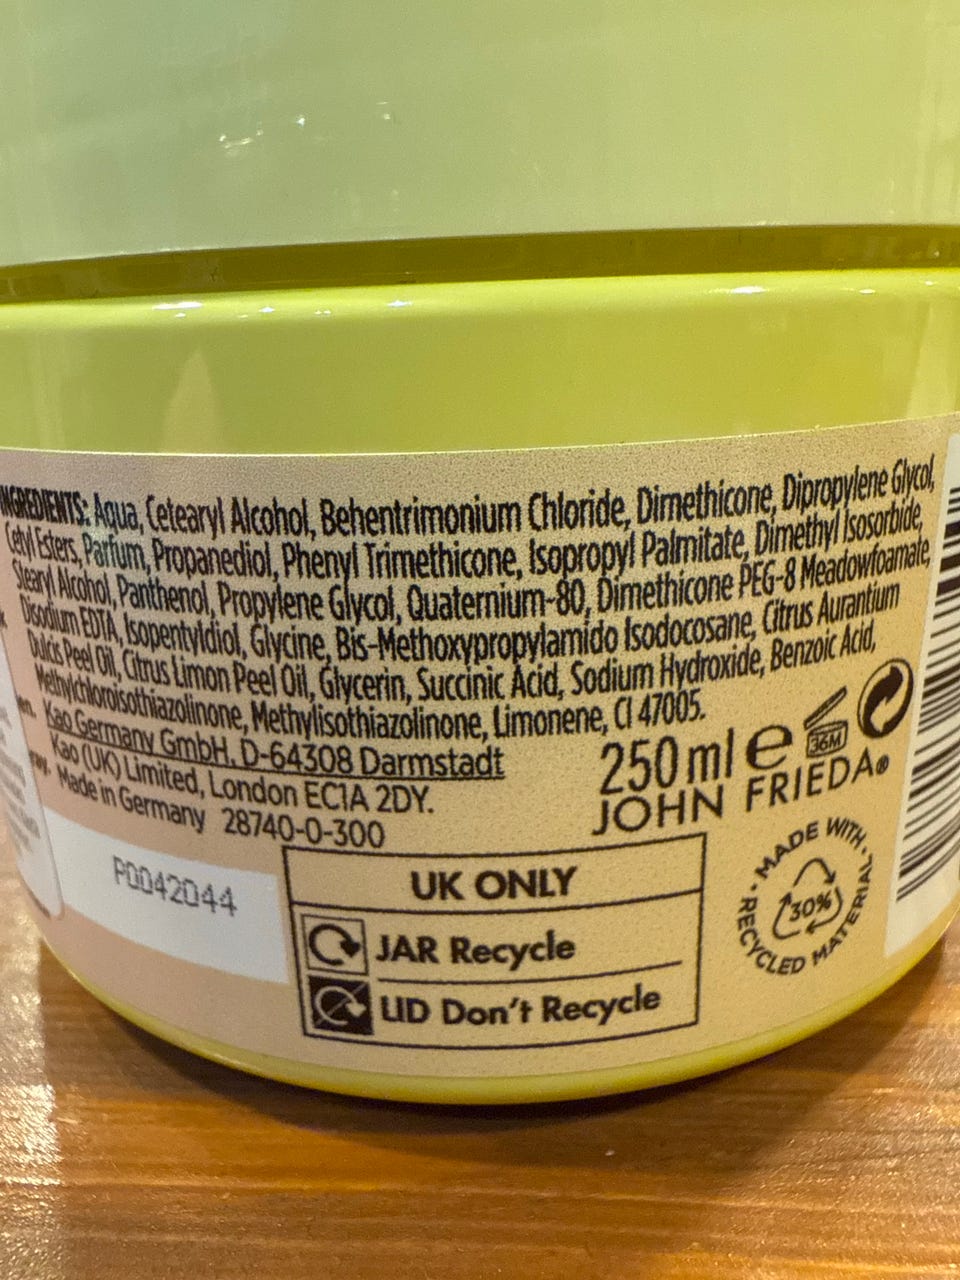 INGREDIENTS: Aqua, Cetearyl Alcohol, Behentrimonium Chloride, Dimethicone, Dipropylene Glycol,
Cetyl Esters, Parfum, Propanediol, Phenyl Trimethicone, Isopropyl Palmitate, Dimethyl Isosorbide,
Stearyl Alcohol, Panthenol, Propylene Glycol, Quaternium-80, Dimethicone PEG-8 Meadowfoamate,
Disodium EDTA, Isopentyldiol, Glycine, Bis-Methoxypropylamido Isodocosane, Citrus Aurantium
Dulcis Peel Oil, Citrus Limon Peel Oil, Glycerin, Succinic Acid, Sodium Hydroxide, Benzoic Acid,
Methylchloroisothiazolinone, Methylisothiazolinone, Limonene, CI 47005.
Kao Germany GmbH, D-64308 Darmstadt
Kao (UK) Limited, London EC1A 2DY.
Made in Germany 28740-0-300
250 ml e 36M
JOHN FRIEDA®
P0042044
UK ONLY
JAR Recycle
LID Don't Recycle
• MADE WITH •
30%
RECYCLED MATERIAL